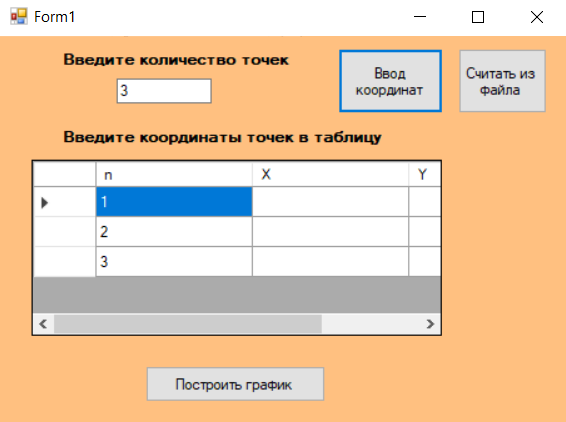 Form1
Введите количество точек
3
Ввод
координат
Считать из
файла
Введите координаты точек в таблицу
n X Y
1
2
3
Построить график